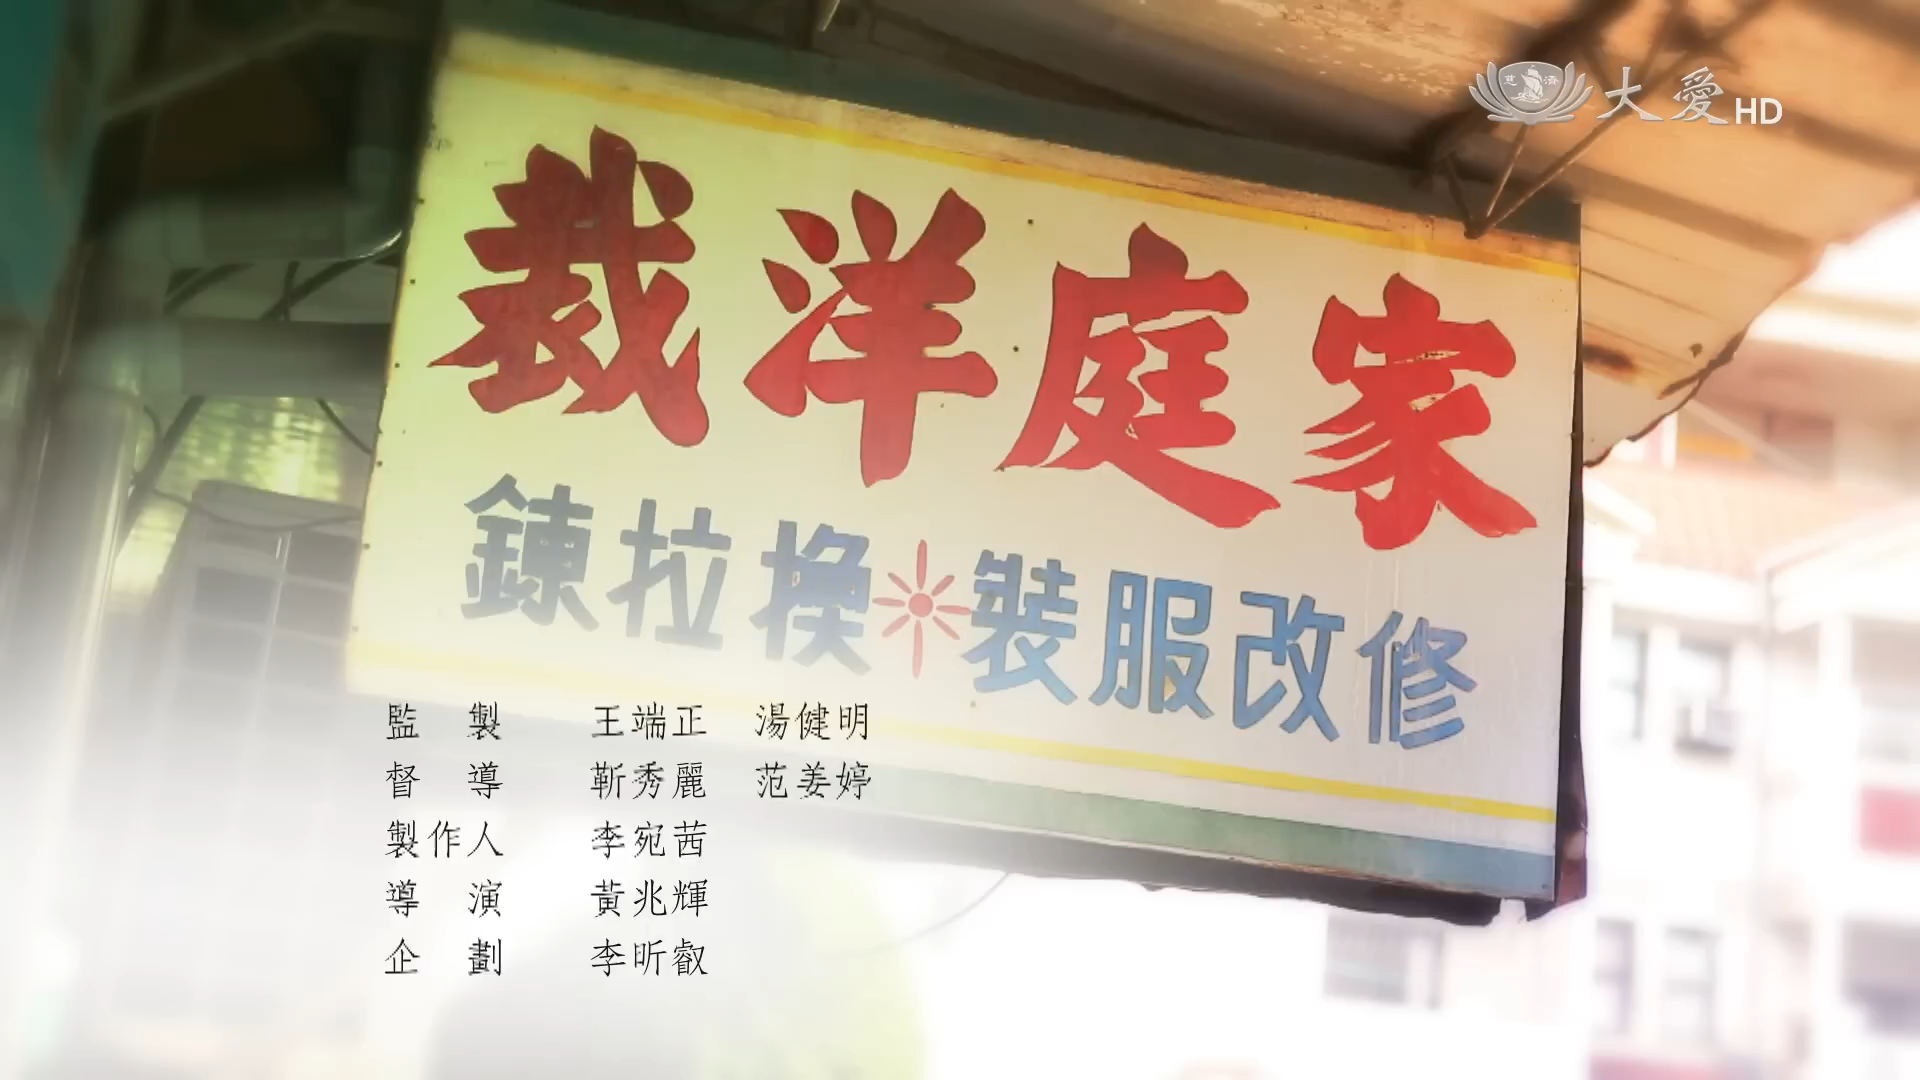 大愛HD
家庭洋裁
修改服裝 換拉鍊
監 製 王端正 湯健明
督 導 靳秀麗 范姜婷
製作人 李宛茜
導 演 黃兆輝
企 劃 李昕叡